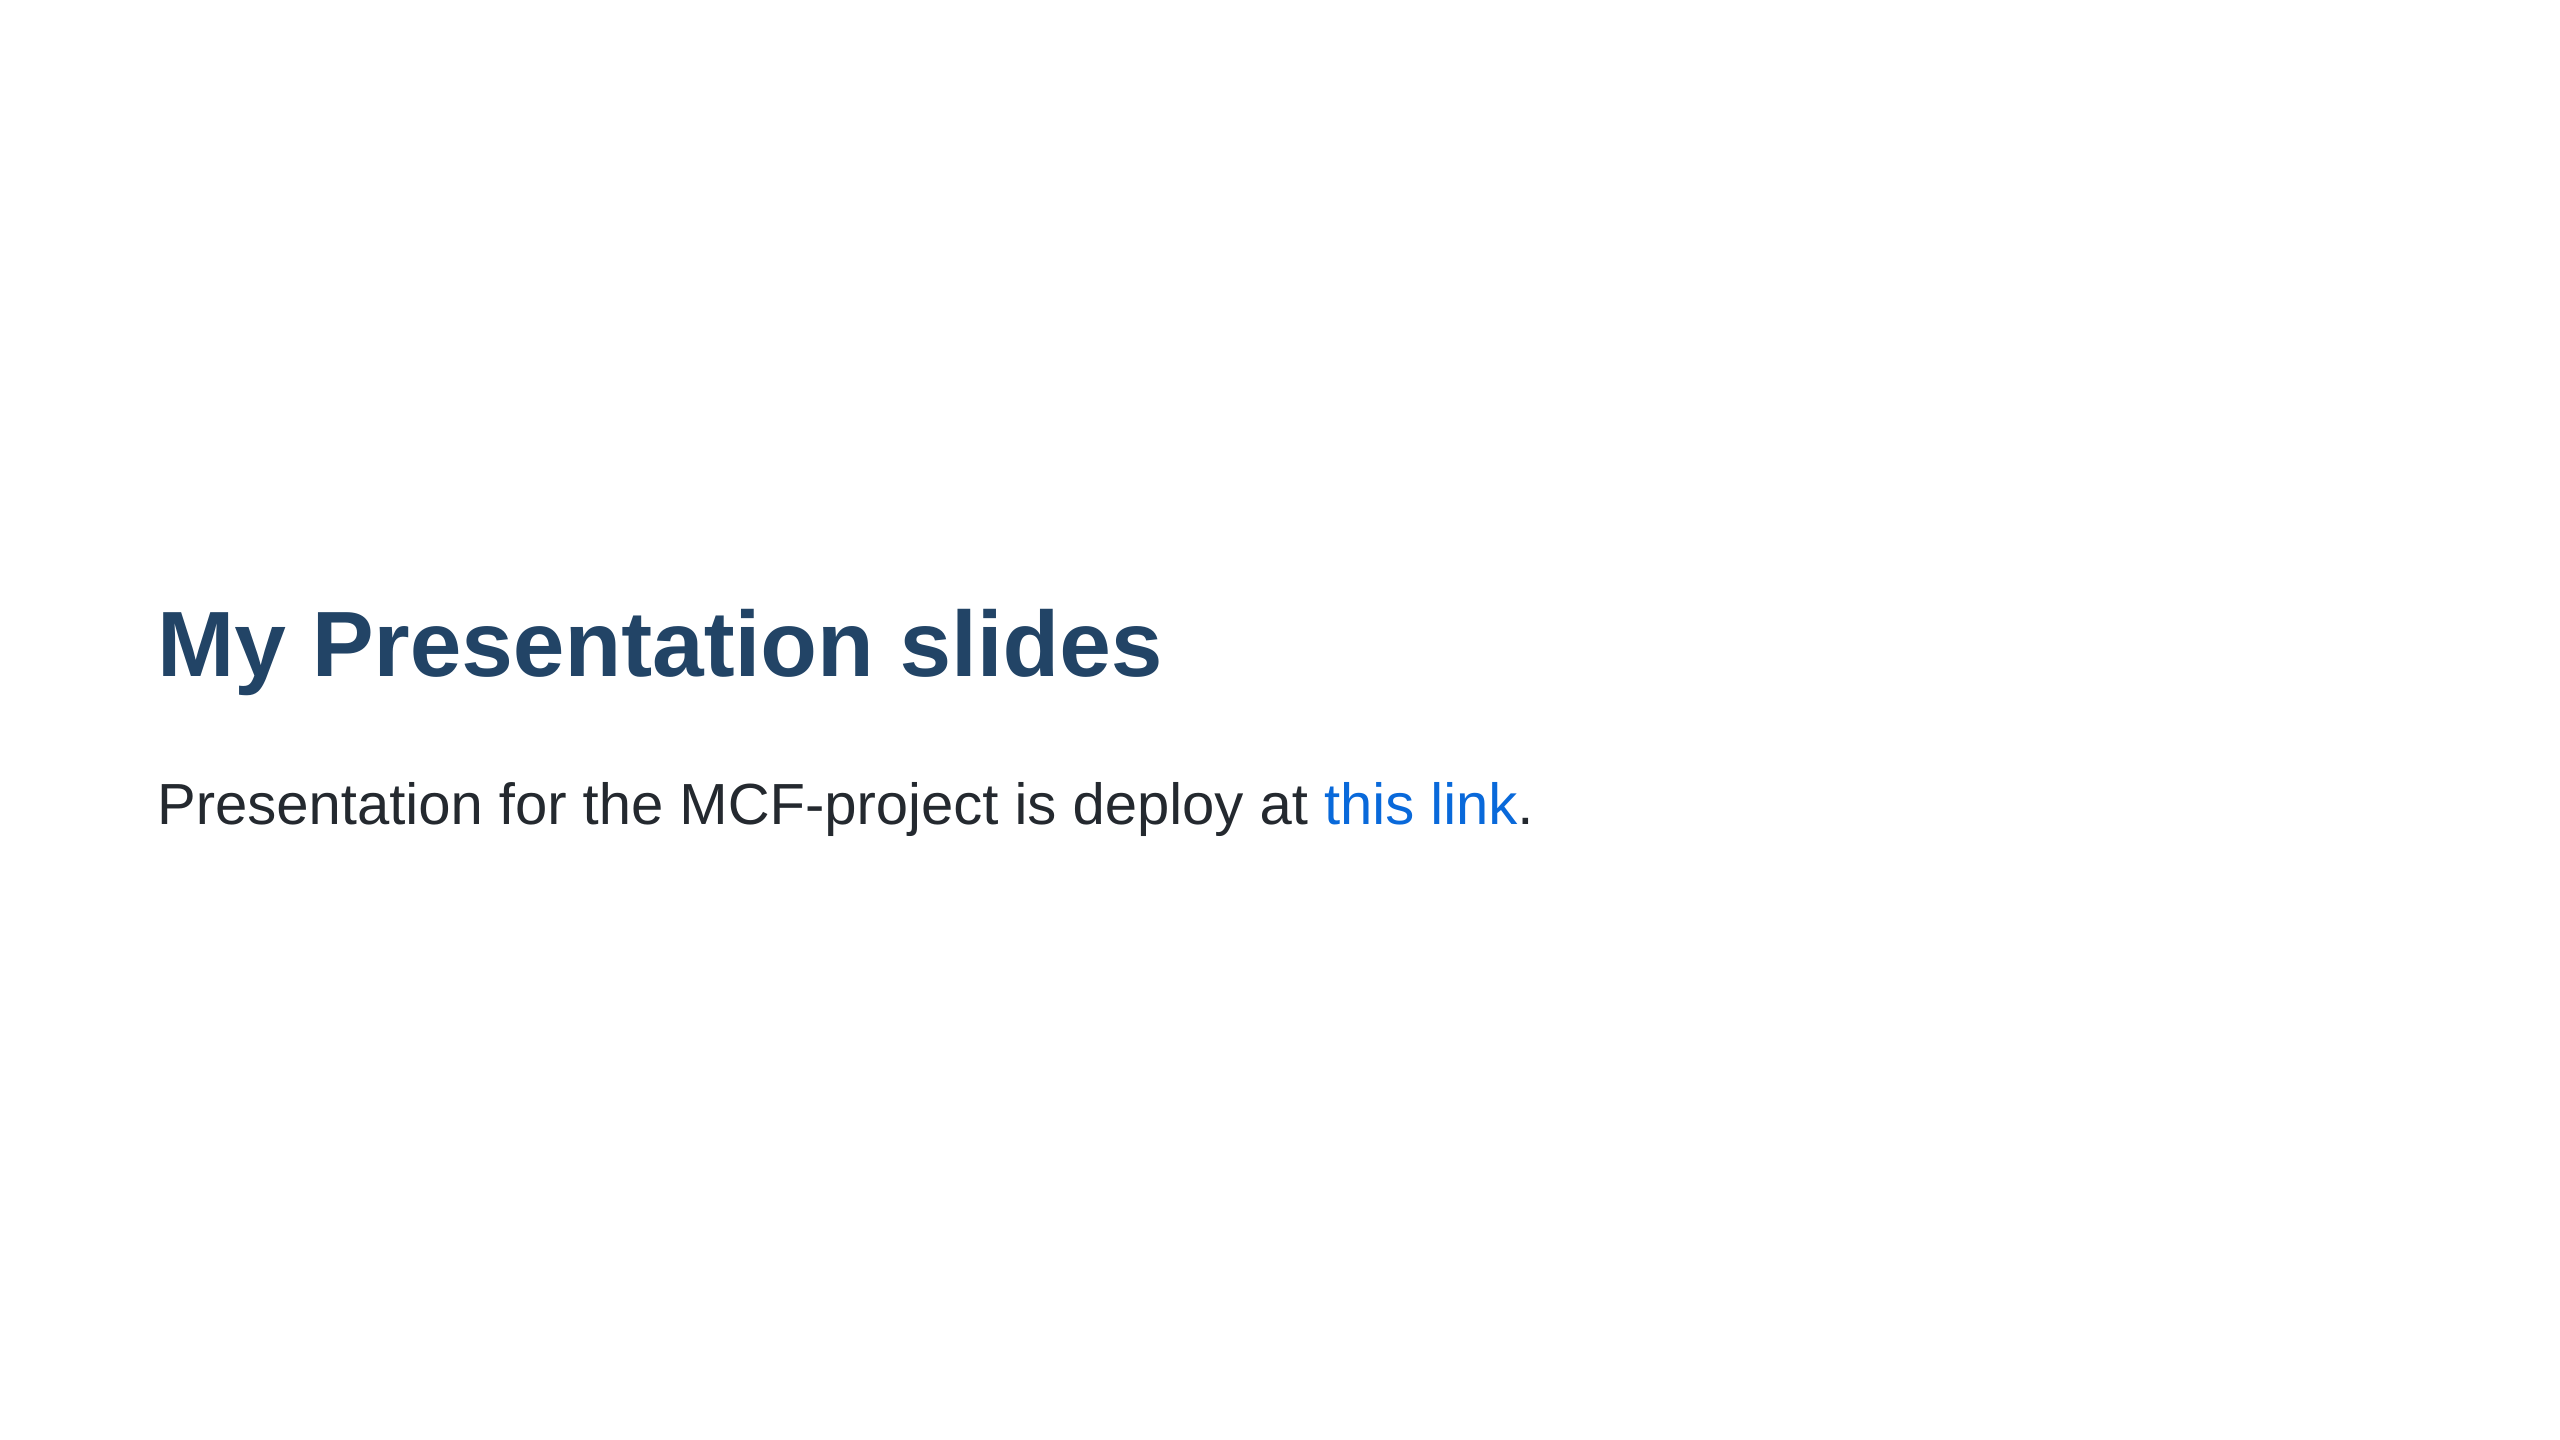 My Presentation slides
Presentation for the MCF-project is deploy at this link.